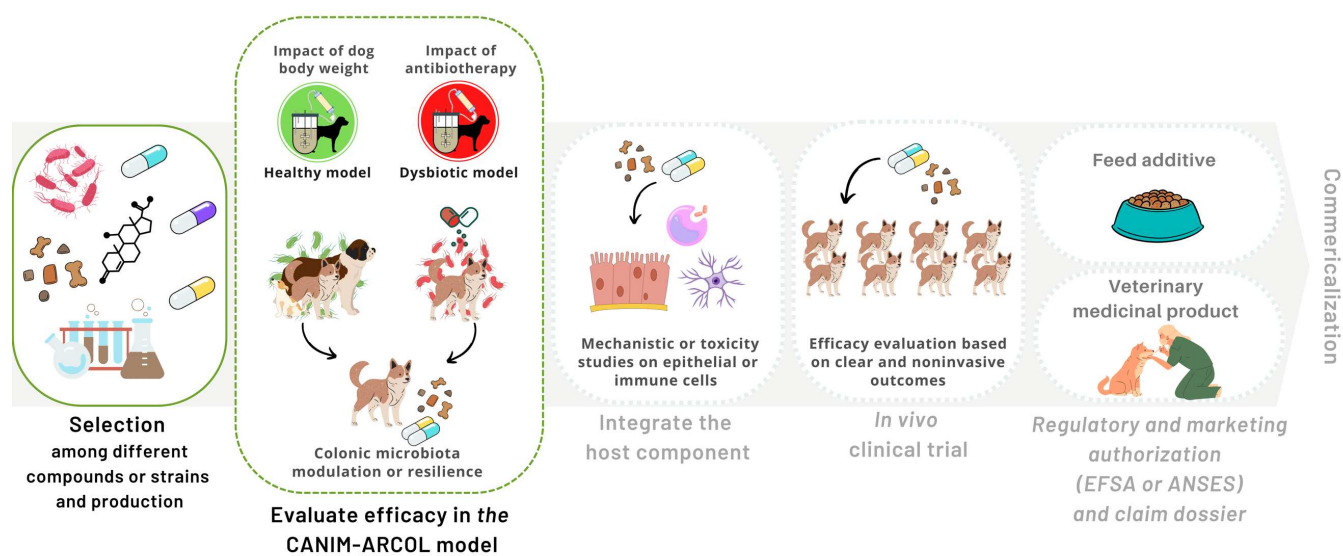 Selection
among different
compounds or strains
and production
Impact of dog
body weight
Healthy model
Impact of
antibiotherapy
Dysbiotic model
Colonic microbiota
modulation or resilience
Evaluate efficacy in the
CANIM-ARCOL model
Mechanistic or toxicity
studies on epithelial or
immune cells
Integrate the
host component
Efficacy evaluation based
on clear and noninvasive
outcomes
In vivo
clinical trial
Feed additive
Veterinary
medicinal product
Regulatory and marketing
authorization
(EFSA or ANSES)
and claim dossier
Commericalization